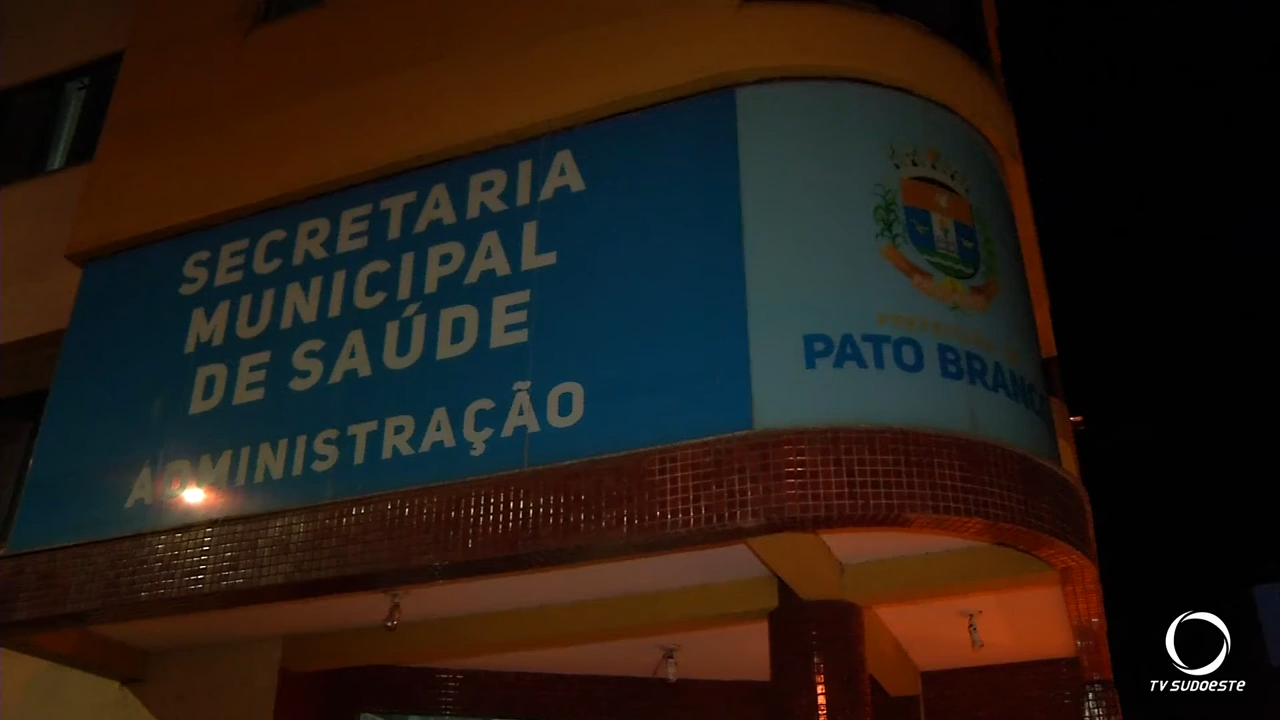 SECRETARIA
MUNICIPAL
DE SAÚDE
ADMINISTRAÇÃO
PATO BRANCO
TV SUDOESTE